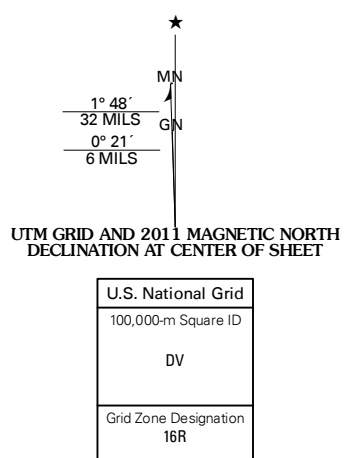 MN
1° 48´
32 MILS
GN
0° 21´
6 MILS
UTM GRID AND 2011 MAGNETIC NORTH
DECLINATION AT CENTER OF SHEET
U.S. National Grid
100,000-m Square ID
DV
Grid Zone Designation
16R